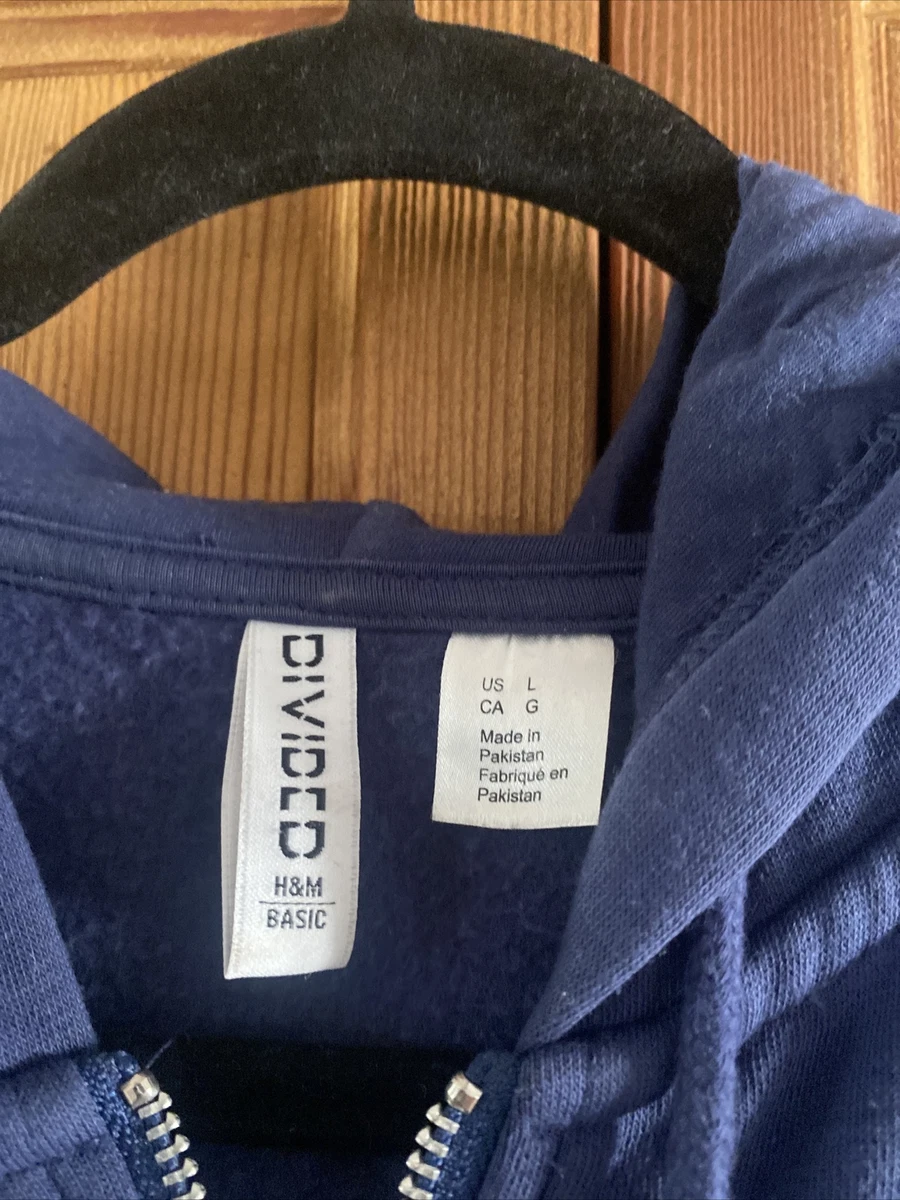 DIVIDED
H&M
BASIC
US L
CA G
Made in
Pakistan
Fabriqué en
Pakistan